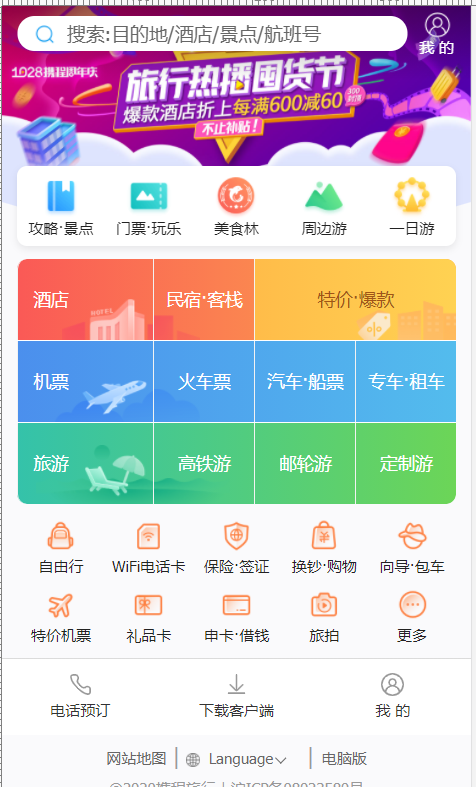 搜索:目的地/酒店/景点/航班号
我 的
1028携程周年庆
旅行热播囤货节
爆款酒店折上每满600减60
300封顶
不止补贴!
攻略·景点 门票·玩乐 美食林 周边游 一日游
酒店 民宿·客栈 特价·爆款
HOTEL
机票 火车票 汽车·船票 专车·租车
旅游 高铁游 邮轮游 定制游
自由行 WiFi电话卡 保险·签证 换钞·购物 向导·包车
特价机票 礼品卡 申卡·借钱 旅拍 更多
电话预订 下载客户端 我 的
网站地图 Language 电脑版
©2020携程旅行